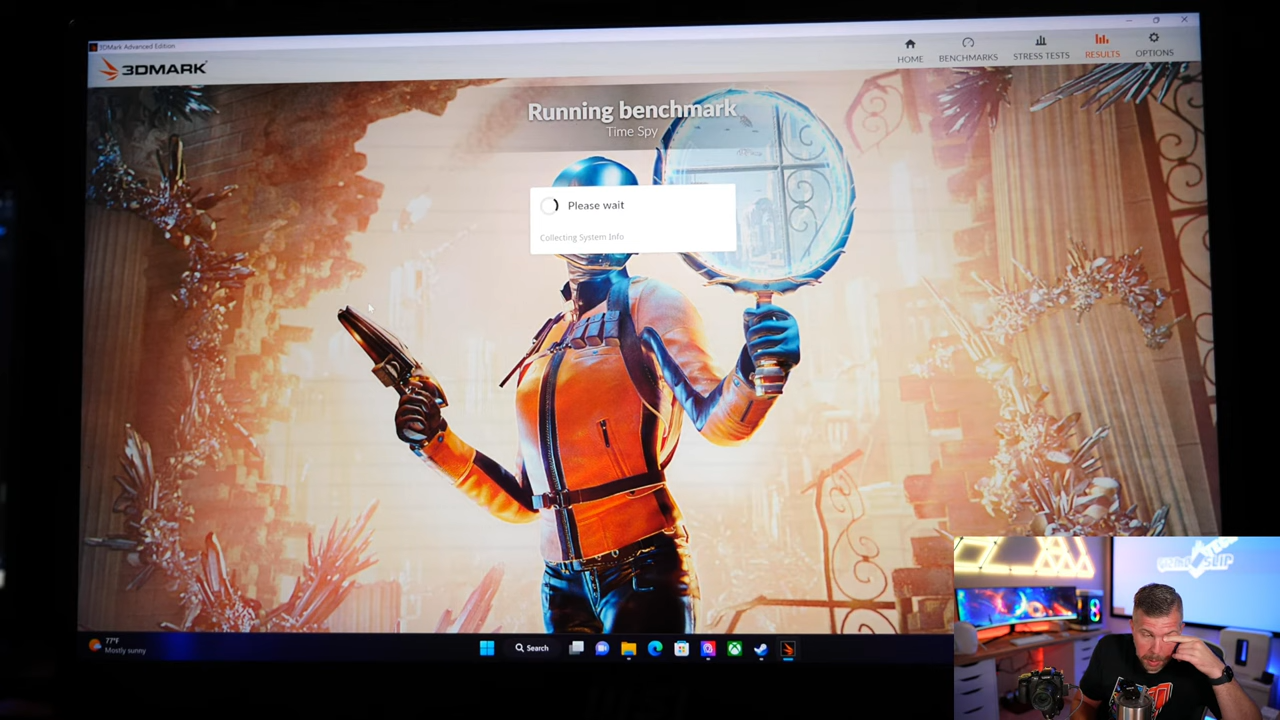 3DMark Advanced Edition
3DMARK
HOME
BENCHMARKS
STRESS TESTS
RESULTS
OPTIONS
Running benchmark
Time Spy
Please wait
Collecting System Info
77°F
Mostly sunny
Search
SLIP